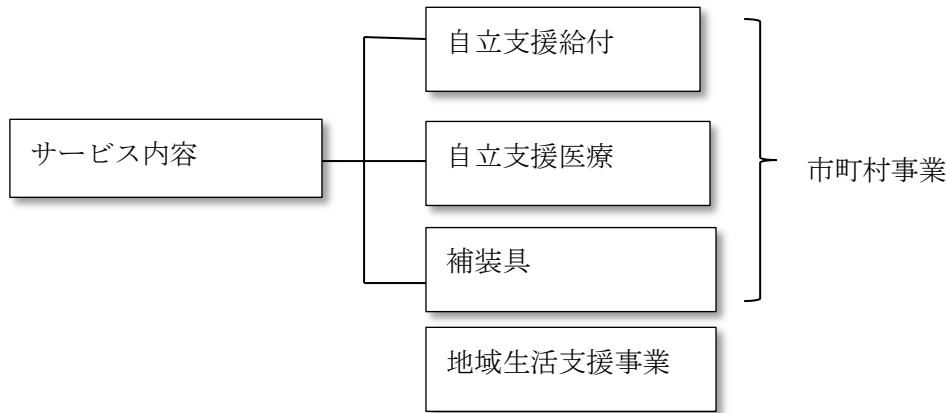 自立支援給付
サービス内容
自立支援医療
市町村事業
補装具
地域生活支援事業